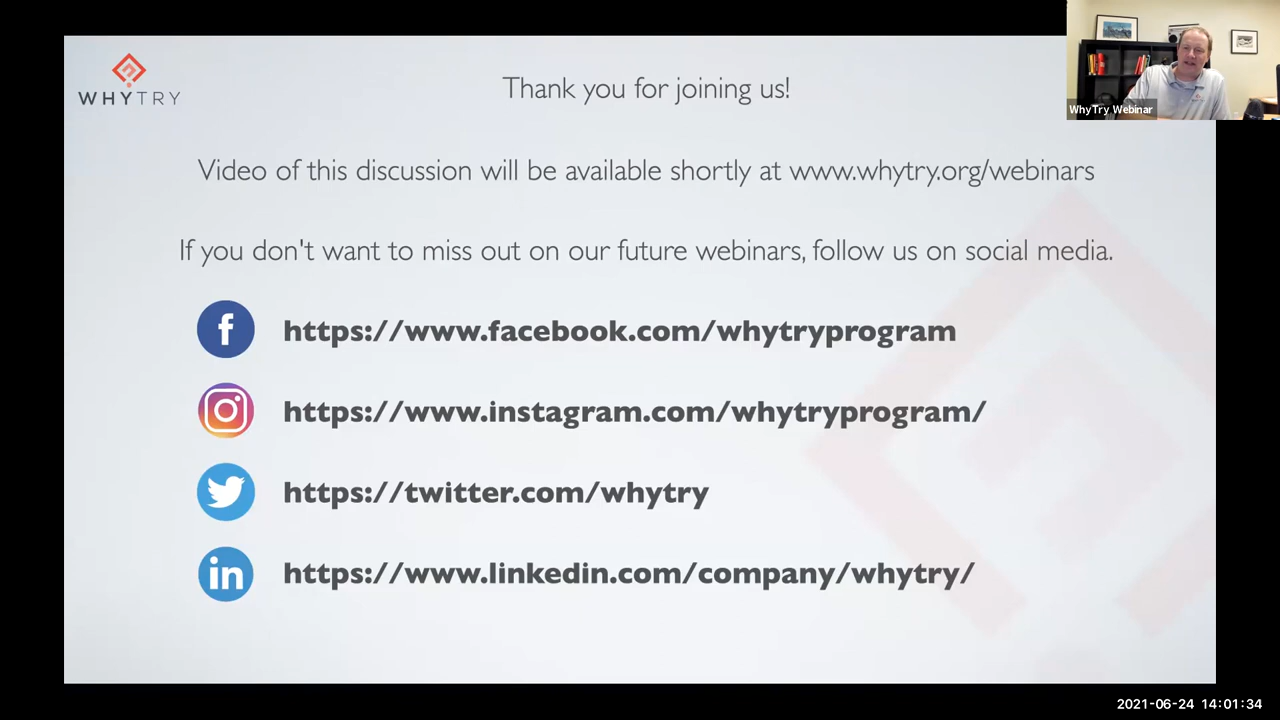 WHYTRY
Thank you for joining us!
WhyTry Webinar
Video of this discussion will be available shortly at www.whytry.org/webinars
If you don't want to miss out on our future webinars, follow us on social media.
f https://www.facebook.com/whytryprogram
https://www.instagram.com/whytryprogram/
https://twitter.com/whytry
in https://www.linkedin.com/company/whytry/
2021-06-24 14:01:34